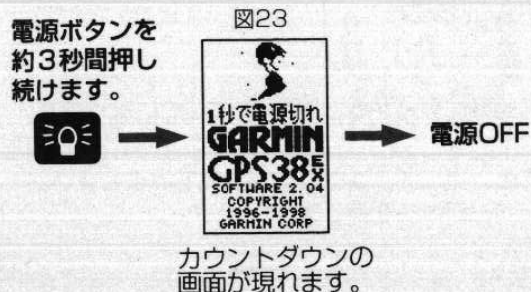 図23
電源ボタンを
約3秒間押し
続けます。
1秒で電源切れ
GARMIN
GPS38EX
SOFTWARE 2.04
COPYRIGHT
1996-1998
GARMIN CORP
電源OFF
カウントダウンの
画面が現れます。